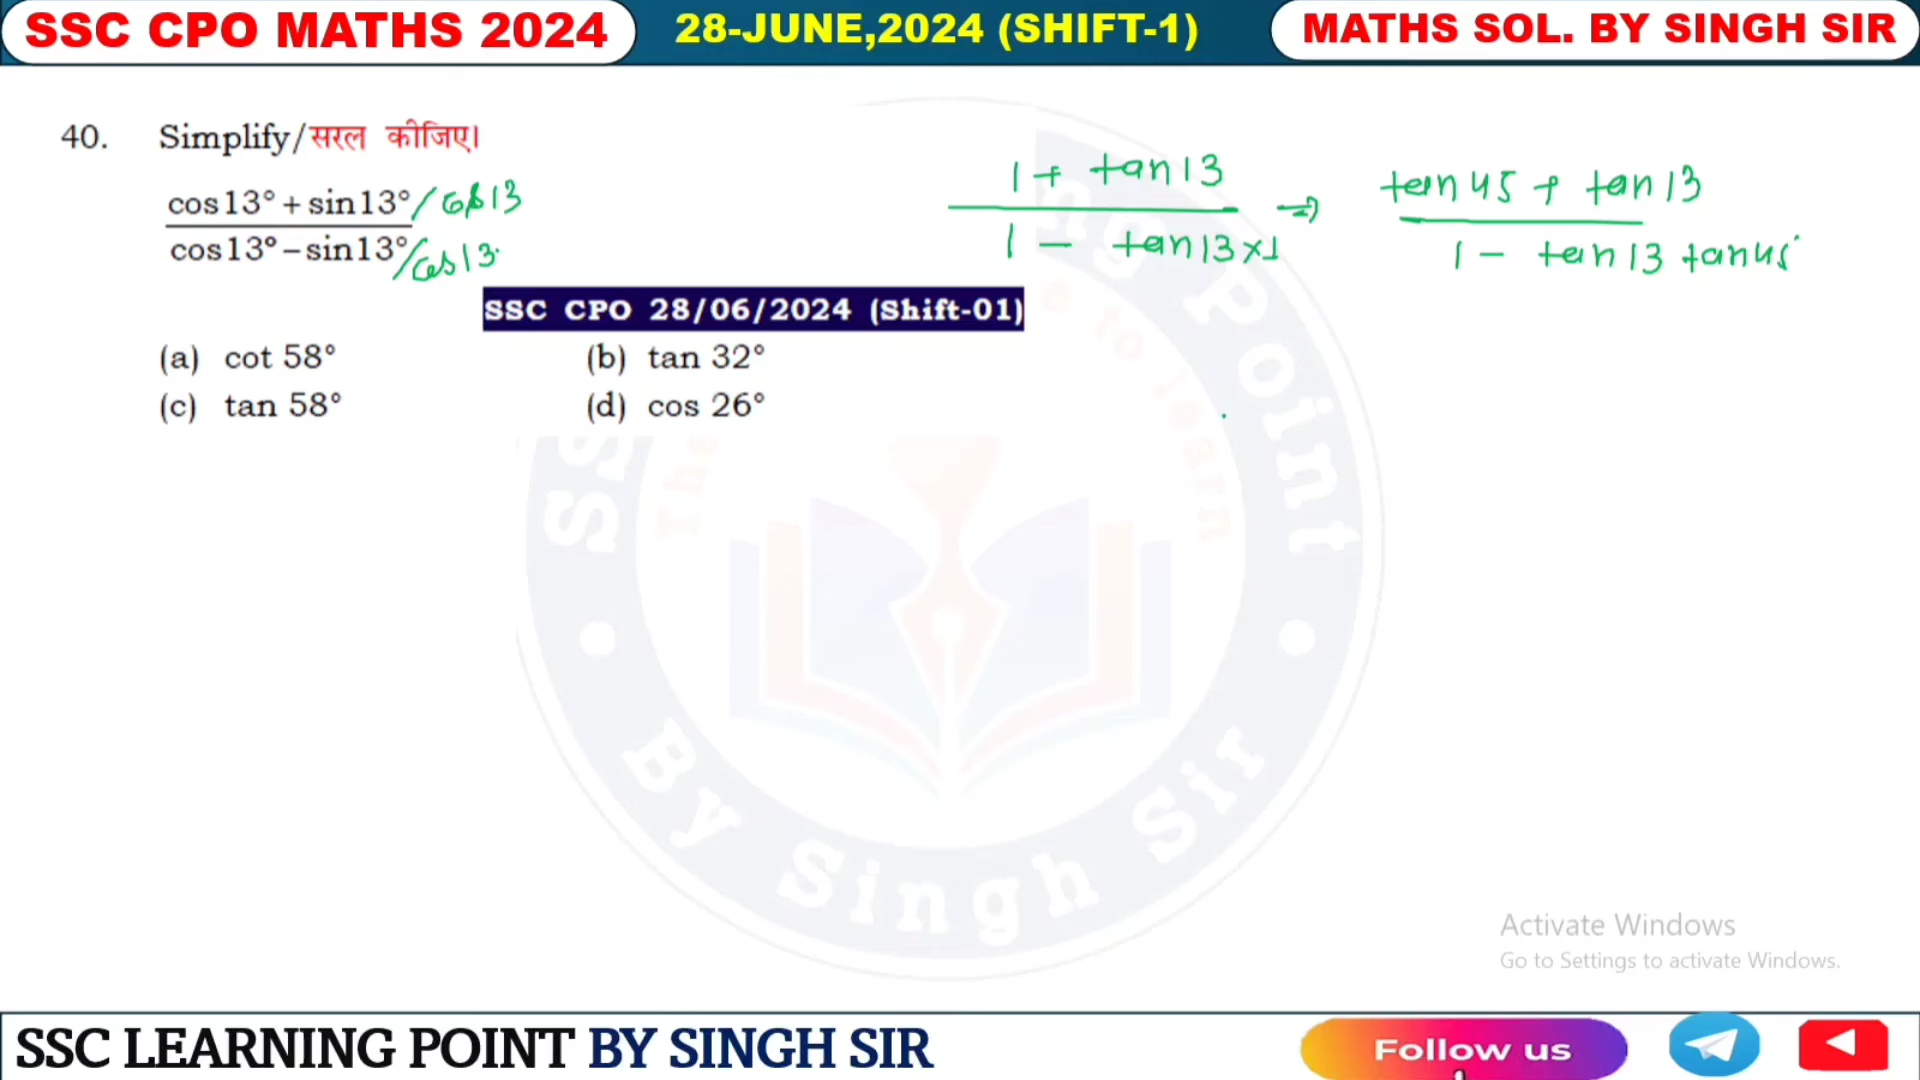 SSC CPO MATHS 2024
28-JUNE,2024 (SHIFT-1)
MATHS SOL. BY SINGH SIR
40. Simplify/सरल कीजिए।
cos13° + sin13° / cos13
cos13° – sin13° / cos13
1 + tan13
1 - tan13×1
⇒
tan45 + tan13
1 - tan13 tan45
SSC CPO 28/06/2024 (Shift-01)
(a) cot 58° (b) tan 32°
(c) tan 58° (d) cos 26°
By Singh Sir
Activate Windows
Go to Settings to activate Windows.
SSC LEARNING POINT BY SINGH SIR
Follow us